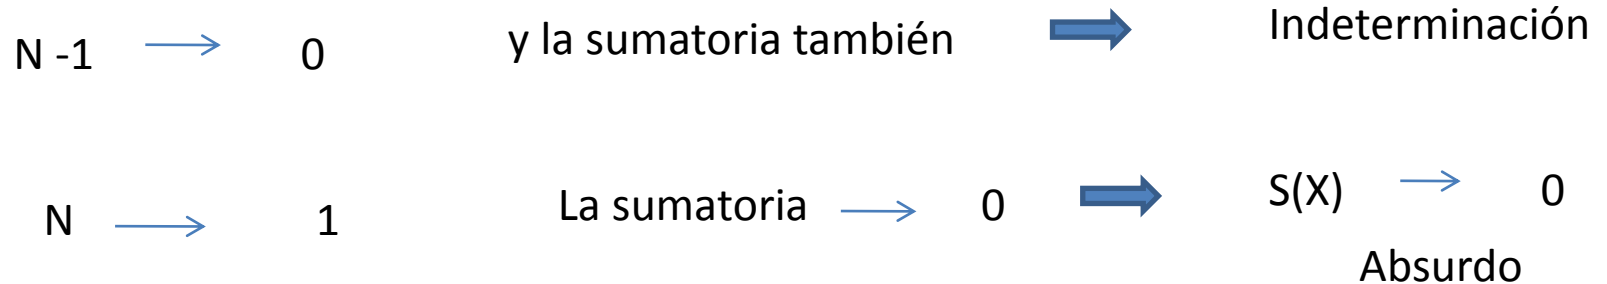 N -1 → 0 y la sumatoria también ➡ Indeterminación
N → 1 La sumatoria → 0 ➡ S(X) → 0
Absurdo